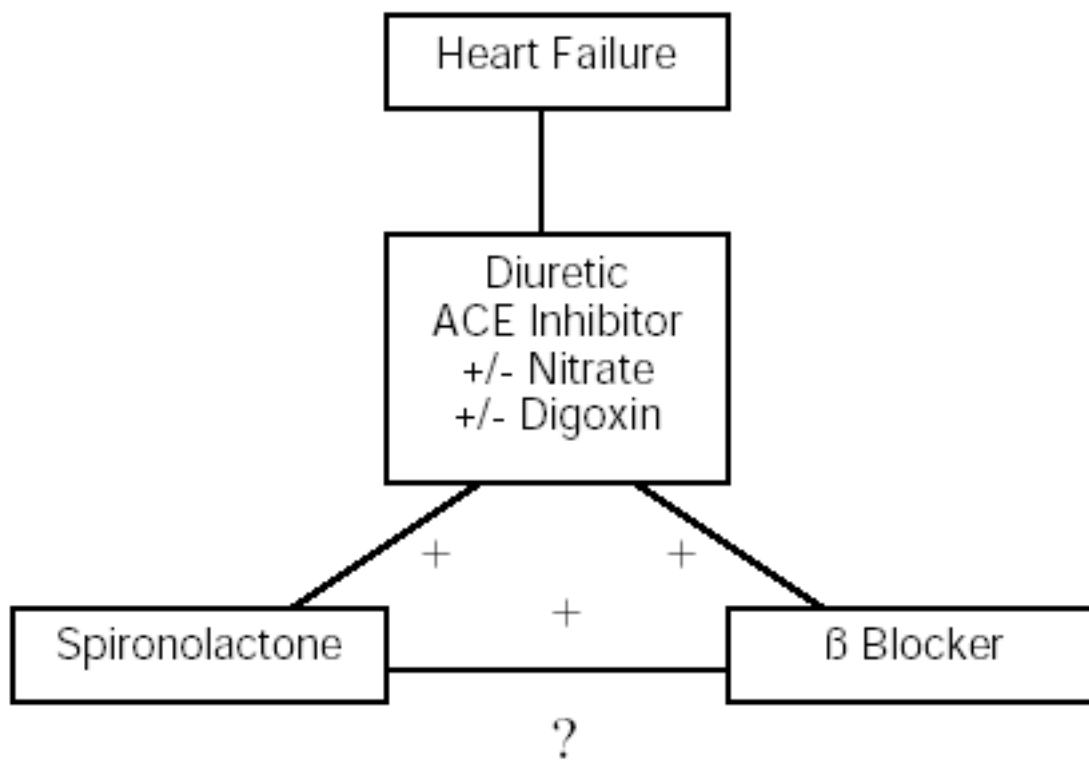 Heart Failure
Diuretic
ACE Inhibitor
+/- Nitrate
+/- Digoxin
+ +
+
Spironolactone ß Blocker
?